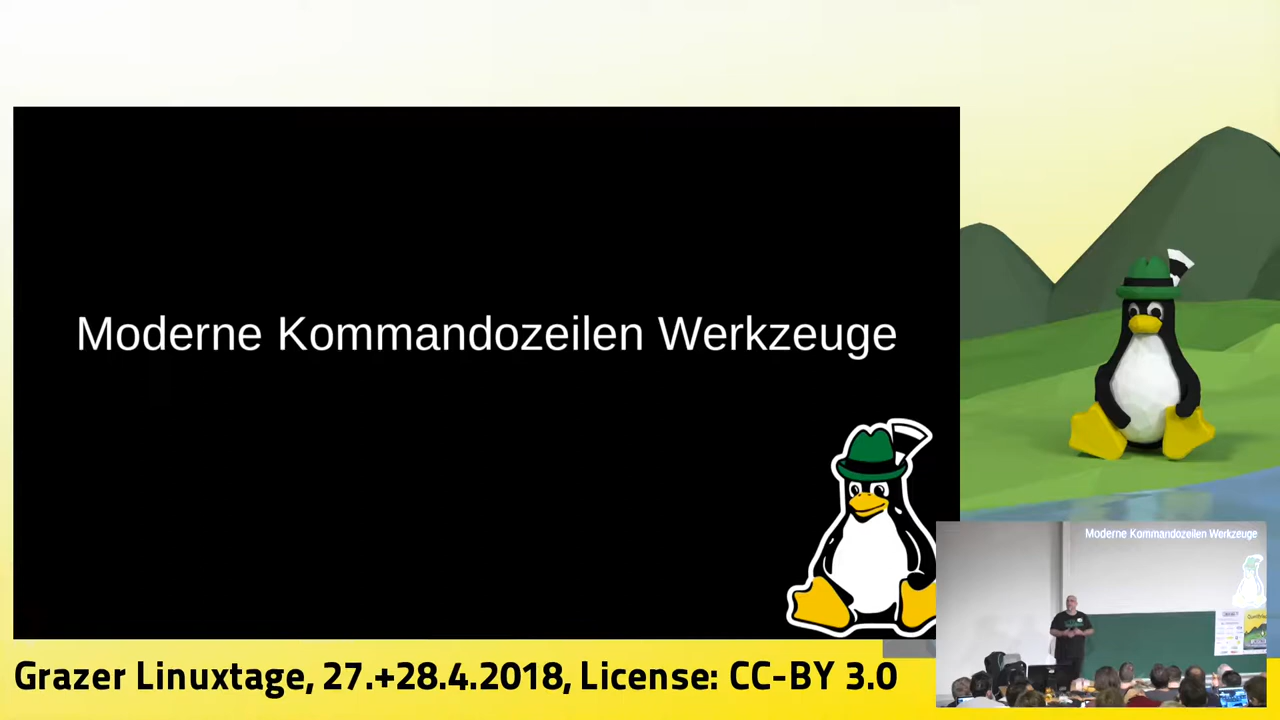 Moderne Kommandozeilen Werkzeuge
Moderne Kommandozeilen Werkzeuge
Grazer Linuxtage, 27.+28.4.2018, License: CC-BY 3.0